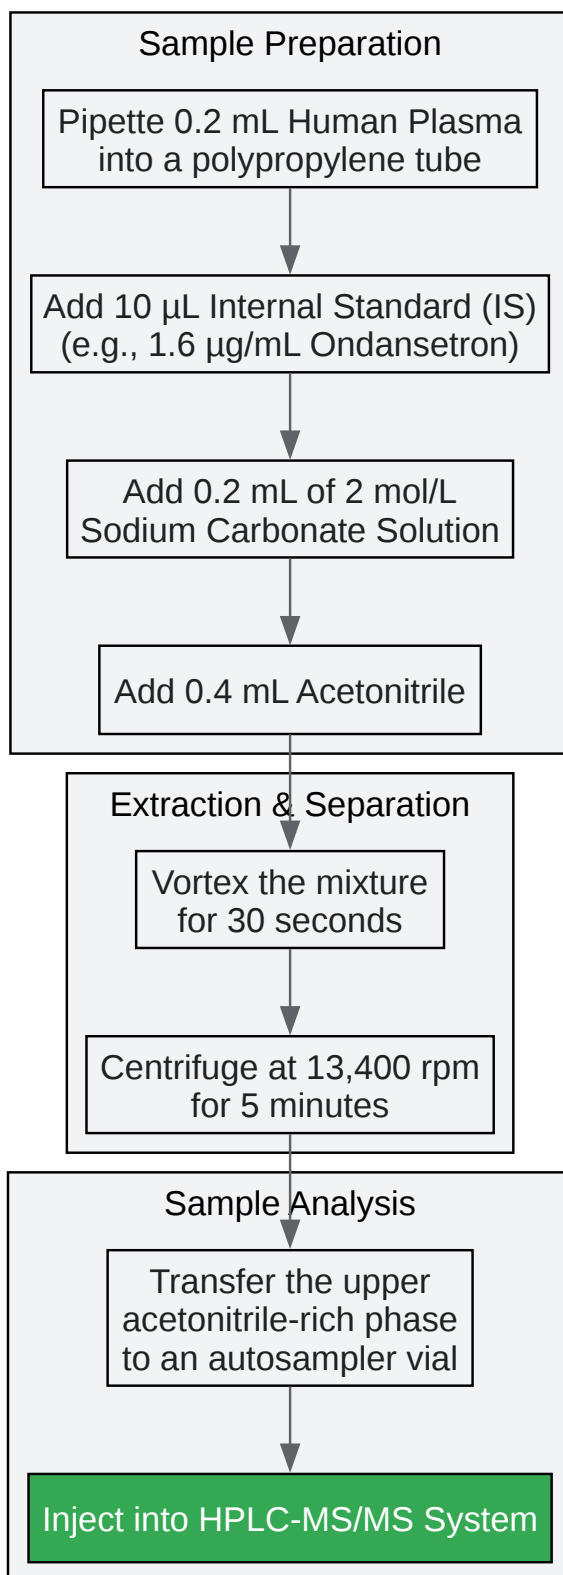 Sample Preparation
Pipette 0.2 mL Human Plasma
into a polypropylene tube
Add 10 µL Internal Standard (IS)
(e.g., 1.6 µg/mL Ondansetron)
Add 0.2 mL of 2 mol/L
Sodium Carbonate Solution
Add 0.4 mL Acetonitrile
Extraction & Separation
Vortex the mixture
for 30 seconds
Centrifuge at 13,400 rpm
for 5 minutes
Sample Analysis
Transfer the upper
acetonitrile-rich phase
to an autosampler vial
Inject into HPLC-MS/MS System